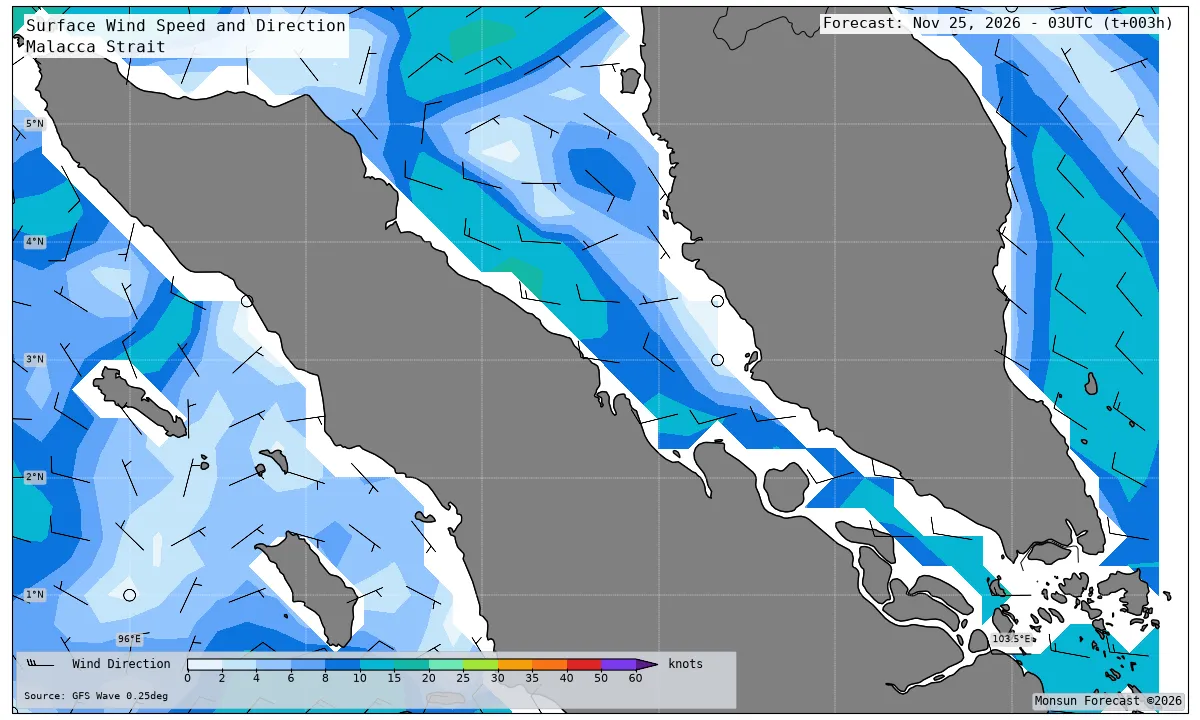 Surface Wind Speed and Direction
Malacca Strait
Forecast: Nov 25, 2026 - 03UTC (t+003h)
5°N
4°N
3°N
2°N
1°N
96°E
103.5°E
Wind Direction
0 2 4 6 8 10 15 20 25 30 35 40 50 60
knots
Source: GFS Wave 0.25deg
Monsun Forecast ©2026